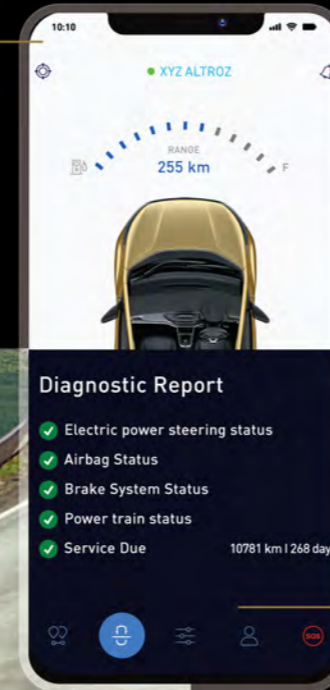 10:10
XYZ ALTROZ
RANGE
255 km
F
Diagnostic Report
Electric power steering status
Airbag Status
Brake System Status
Power train status
Service Due
10781 km I 268 day
SOS